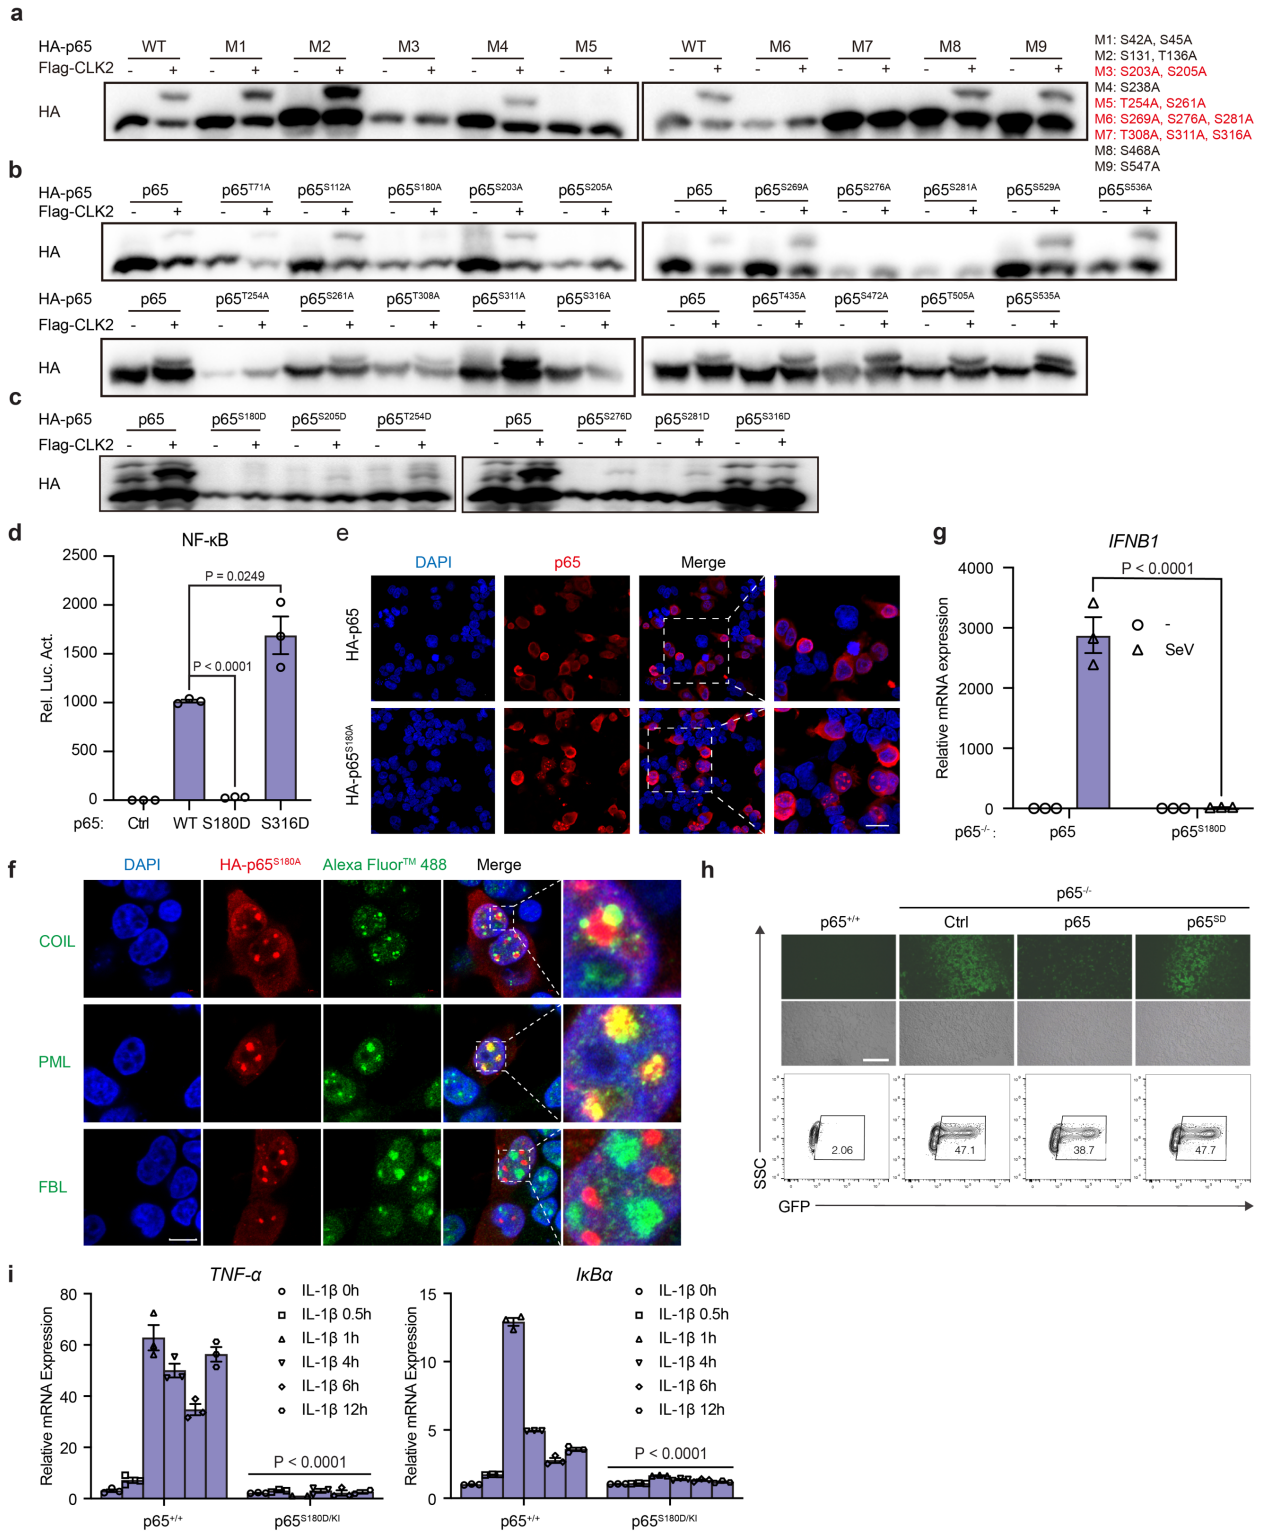 a
HA-p65 WT M1 M2 M3 M4 M5 WT M6 M7 M8 M9
Flag-CLK2 - + - + - + - + - + - + - + - + - + - + - +
HA
M1: S42A, S45A
M2: S131, T136A
M3: S203A, S205A
M4: S238A
M5: T254A, S261A
M6: S269A, S276A, S281A
M7: T308A, S311A, S316A
M8: S468A
M9: S547A
b
HA-p65 p65 p65T71A p65S112A p65S180A p65S203A p65S205A p65 p65S269A p65S276A p65S281A p65S529A p65S536A
Flag-CLK2 - + - + - + - + - + - + - + - + - + - + - + - +
HA
HA-p65 p65 p65T254A p65S261A p65T308A p65S311A p65S316A p65 p65T435A p65S472A p65T505A p65S535A
Flag-CLK2 - + - + - + - + - + - + - + - + - + - + - +
HA
c
HA-p65 p65 p65S180D p65S205D p65T254D p65 p65S276D p65S281D p65S316D
Flag-CLK2 - + - + - + - + - + - + - + - +
HA
d
NF-κB
Rel. Luc. Act.
2500
2000
1500
1000
500
0
P = 0.0249
P < 0.0001
p65: Ctrl WT S180D S316D
e
DAPI p65 Merge
HA-p65
HA-p65S180A
g
IFNB1
Relative mRNA expression
4000
3000
2000
1000
0
P < 0.0001
-
SeV
p65-/-: p65 p65S180D
f
DAPI HA-p65S180A Alexa FluorTM 488 Merge
COIL
PML
FBL
h
p65-/-
p65+/+ Ctrl p65 p65SD
SSC
2.06 47.1 38.7 47.7
GFP
i
TNF-α
Relative mRNA Expression
80
60
40
20
0
IL-1β 0h
IL-1β 0.5h
IL-1β 1h
IL-1β 4h
IL-1β 6h
IL-1β 12h
P < 0.0001
p65+/+ p65S180D/KI
IκBα
Relative mRNA Expression
15
10
5
0
IL-1β 0h
IL-1β 0.5h
IL-1β 1h
IL-1β 4h
IL-1β 6h
IL-1β 12h
P < 0.0001
p65+/+ p65S180D/KI